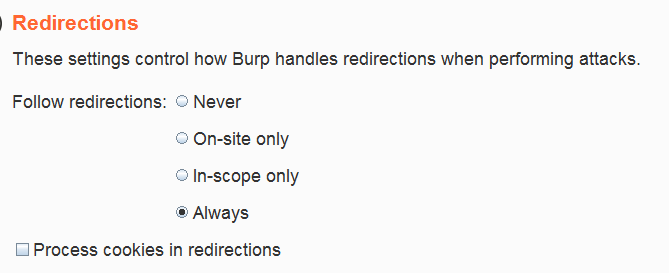 Redirections
These settings control how Burp handles redirections when performing attacks.
Follow redirections: Never
On-site only
In-scope only
Always
Process cookies in redirections